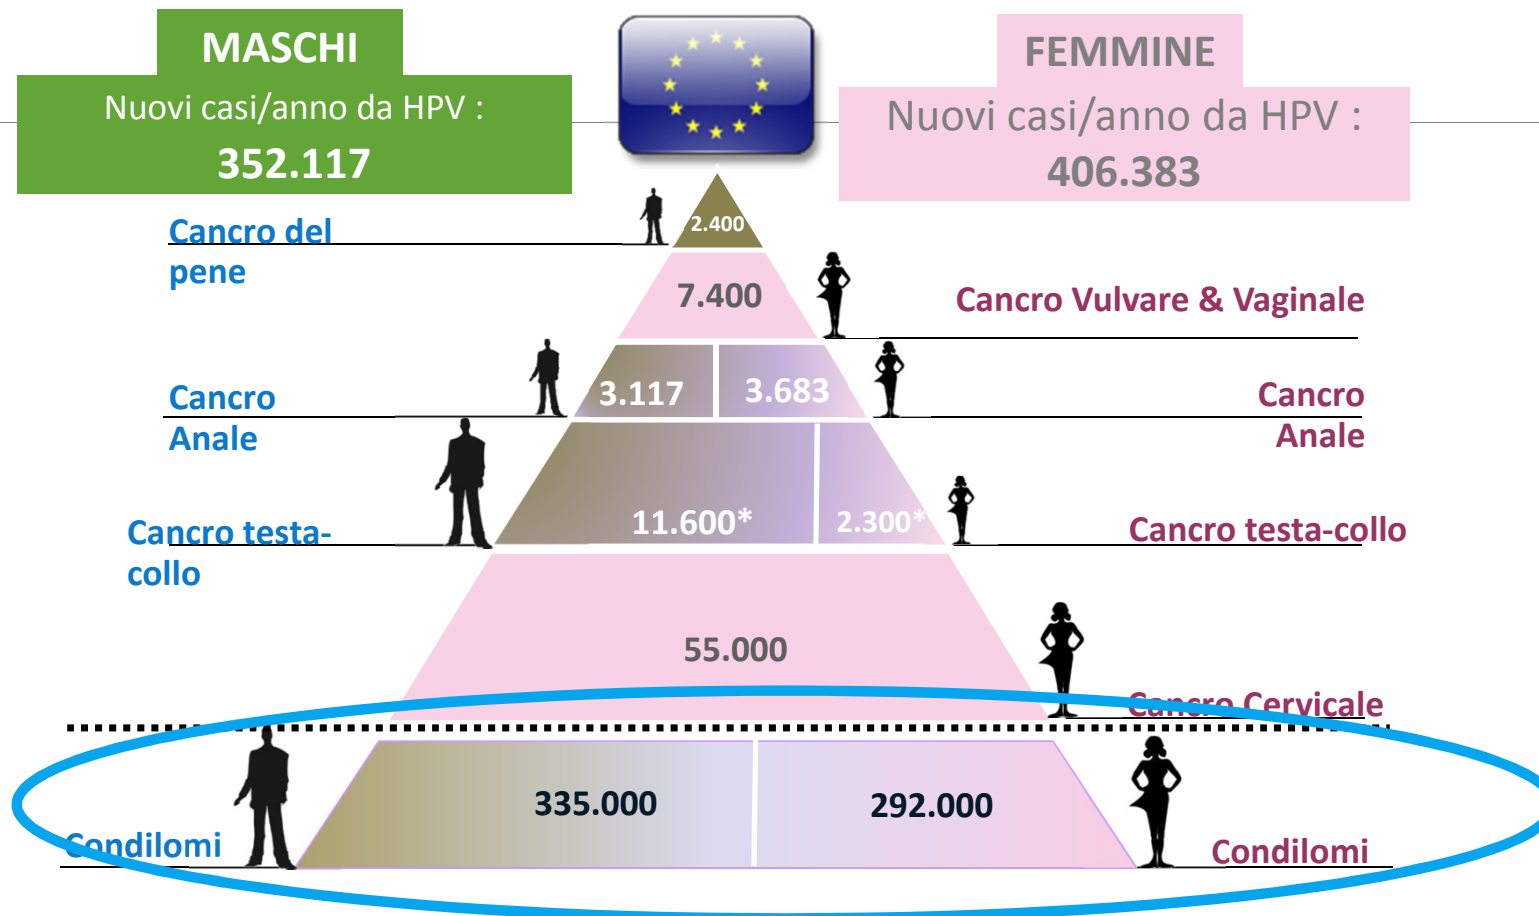 MASCHI
Nuovi casi/anno da HPV :
352.117
FEMMINE
Nuovi casi/anno da HPV :
406.383
Cancro del
pene
2.400
7.400
Cancro Vulvare & Vaginale
Cancro
Anale
3.117
3.683
Cancro
Anale
Cancro testa-
collo
11.600*
2.300*
Cancro testa-collo
55.000
Cancro Cervicale
Condilomi
335.000
292.000
Condilomi